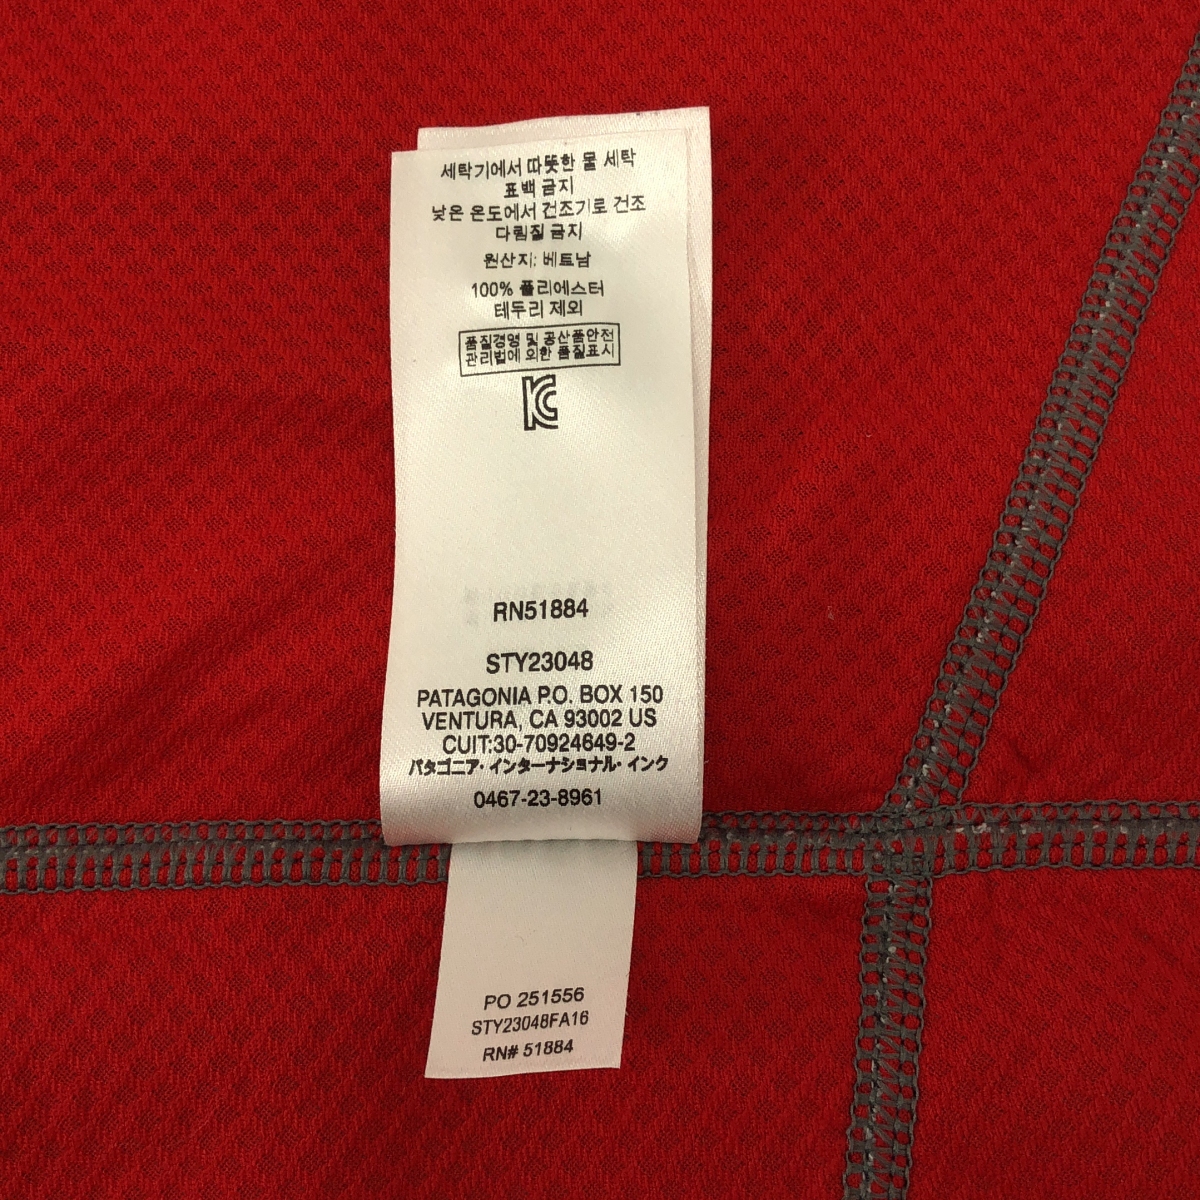 세탁기에서 따뜻한 물 세탁
표백 금지
낮은 온도에서 건조기로 건조
다림질 금지
원산지: 베트남
100% 폴리에스터
테두리 제외
품질경영 및 공산품안전
관리법에 의한 품질표시
KC
RN51884
STY23048
PATAGONIA P.O. BOX 150
VENTURA, CA 93002 US
CUIT:30-70924649-2
パタゴニア・インターナショナル・インク
0467-23-8961
PO 251556
STY23048FA16
RN# 51884